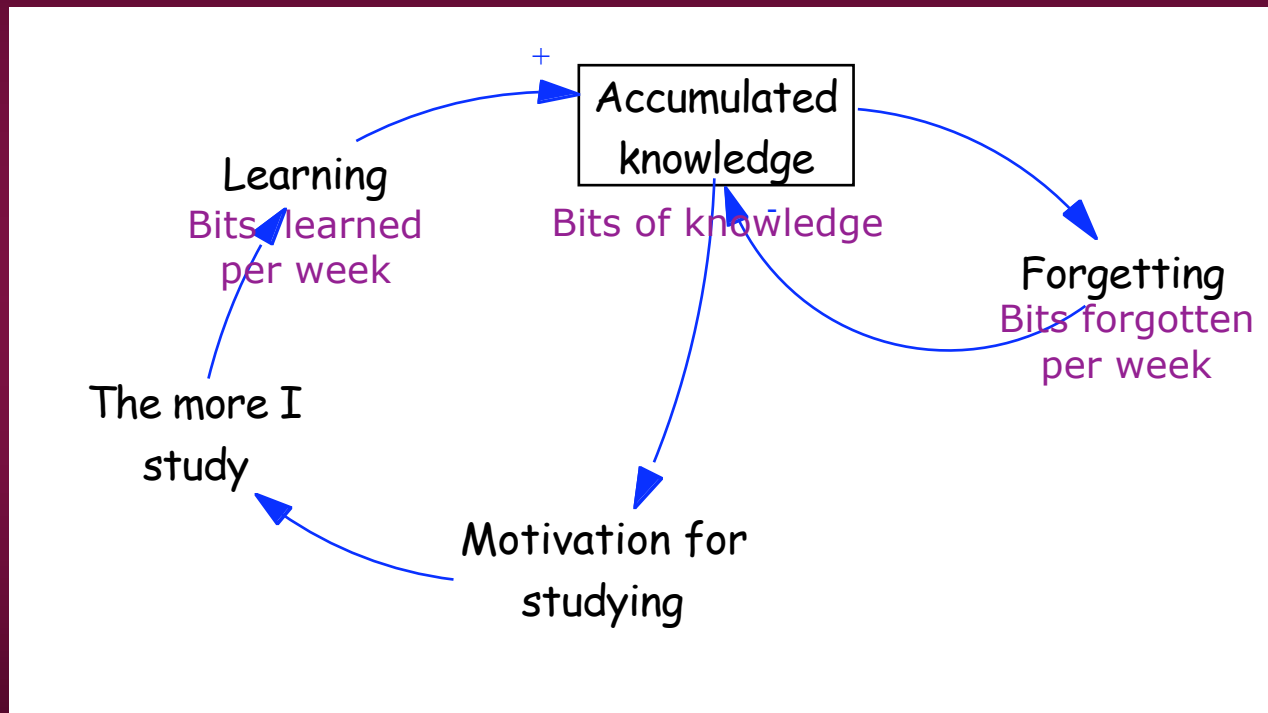 +
Accumulated
knowledge
Learning
Bits learned
per week
Bits of knowledge
-
Forgetting
Bits forgotten
per week
The more I
study
Motivation for
studying